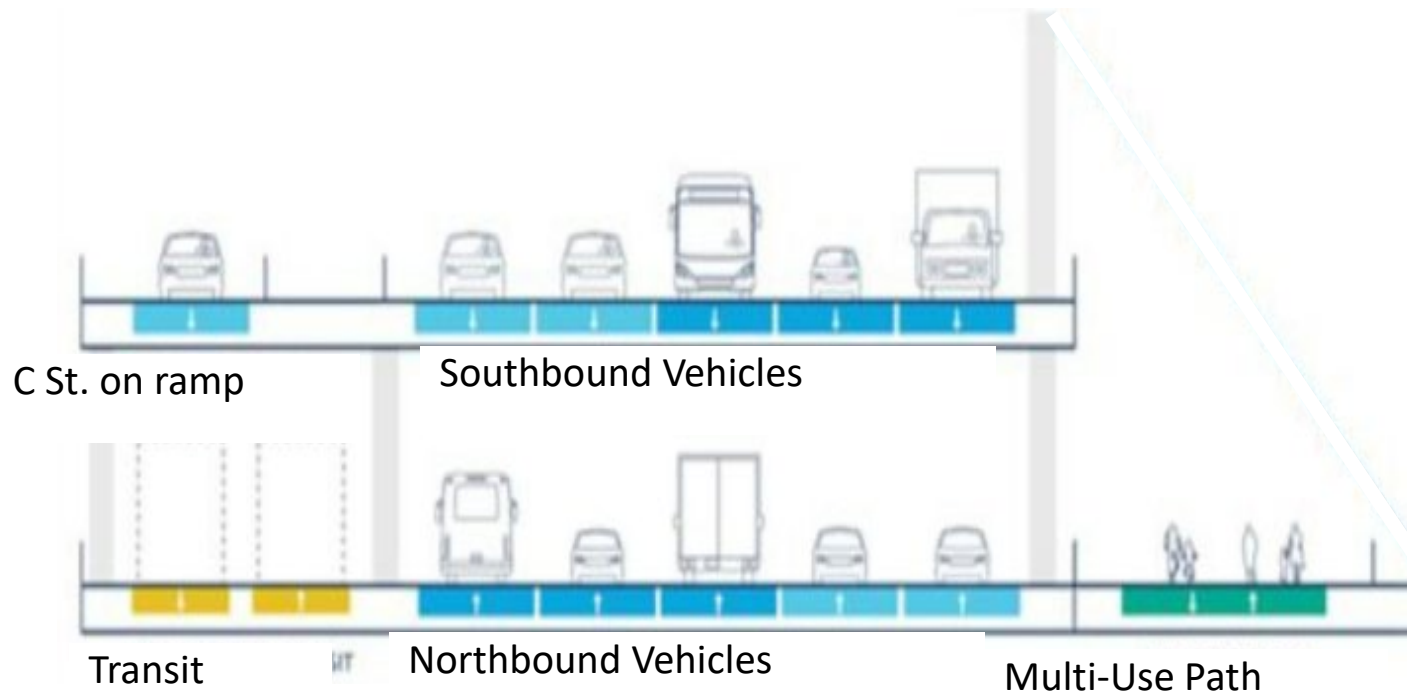 C St. on ramp
Southbound Vehicles
Transit
Northbound Vehicles
Multi-Use Path